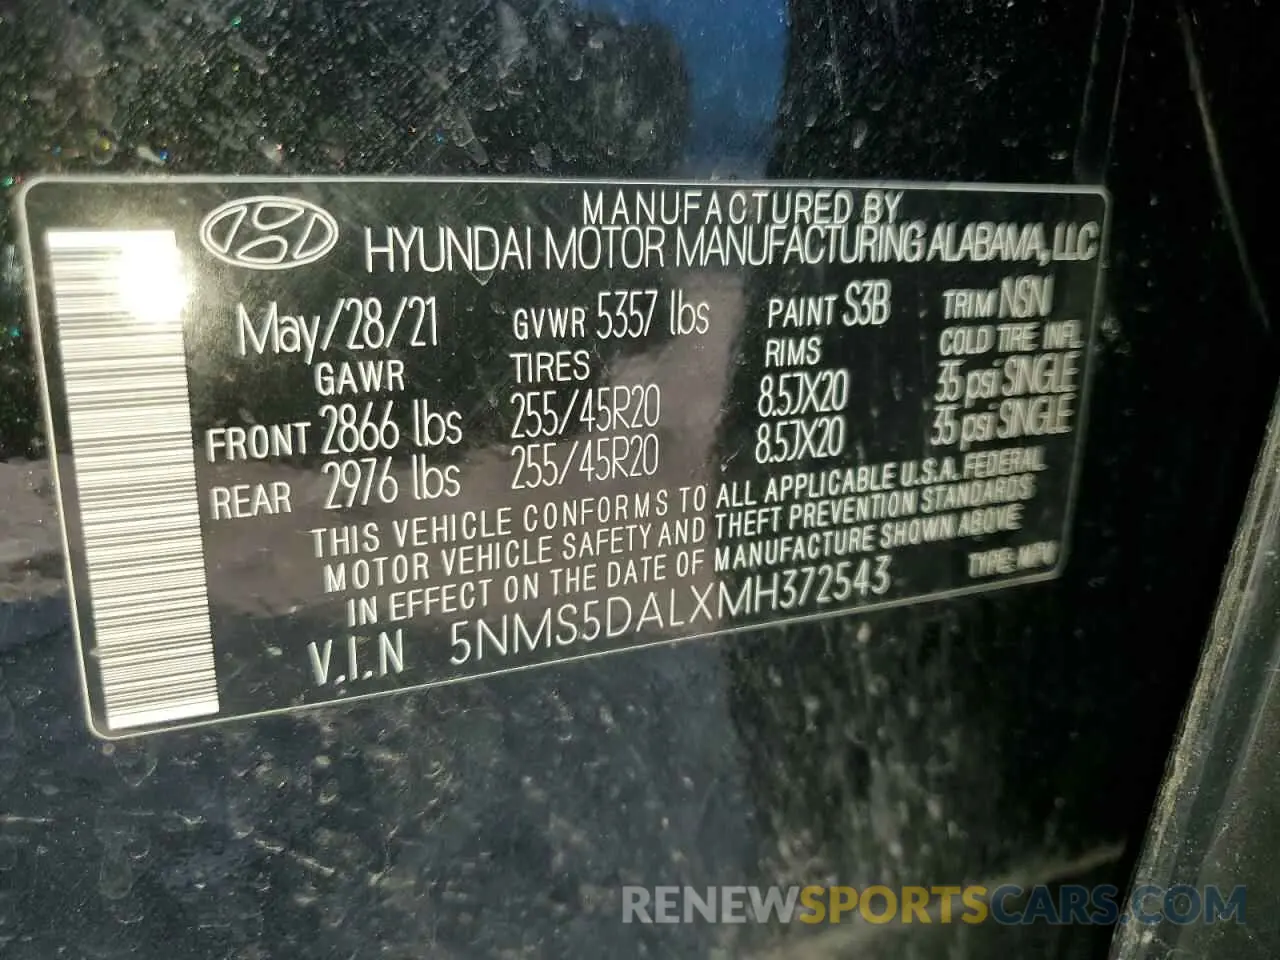 MANUFACTURED BY
HYUNDAI MOTOR MANUFACTURING ALABAMA, LLC
May/28/21 GVWR 5357 lbs PAINT S3B TRIM NSN
GAWR TIRES RIMS COLD TIRE INFL
FRONT 2866 lbs 255/45R20 8.5JX20 35 psi SINGLE
REAR 2976 lbs 255/45R20 8.5JX20 35 psi SINGLE
THIS VEHICLE CONFORMS TO ALL APPLICABLE U.S.A. FEDERAL
MOTOR VEHICLE SAFETY AND THEFT PREVENTION STANDARDS
IN EFFECT ON THE DATE OF MANUFACTURE SHOWN ABOVE
V.I.N 5NMS5DALXMH372543 TYPE: MPV
RENEWSPORTSCARS.COM